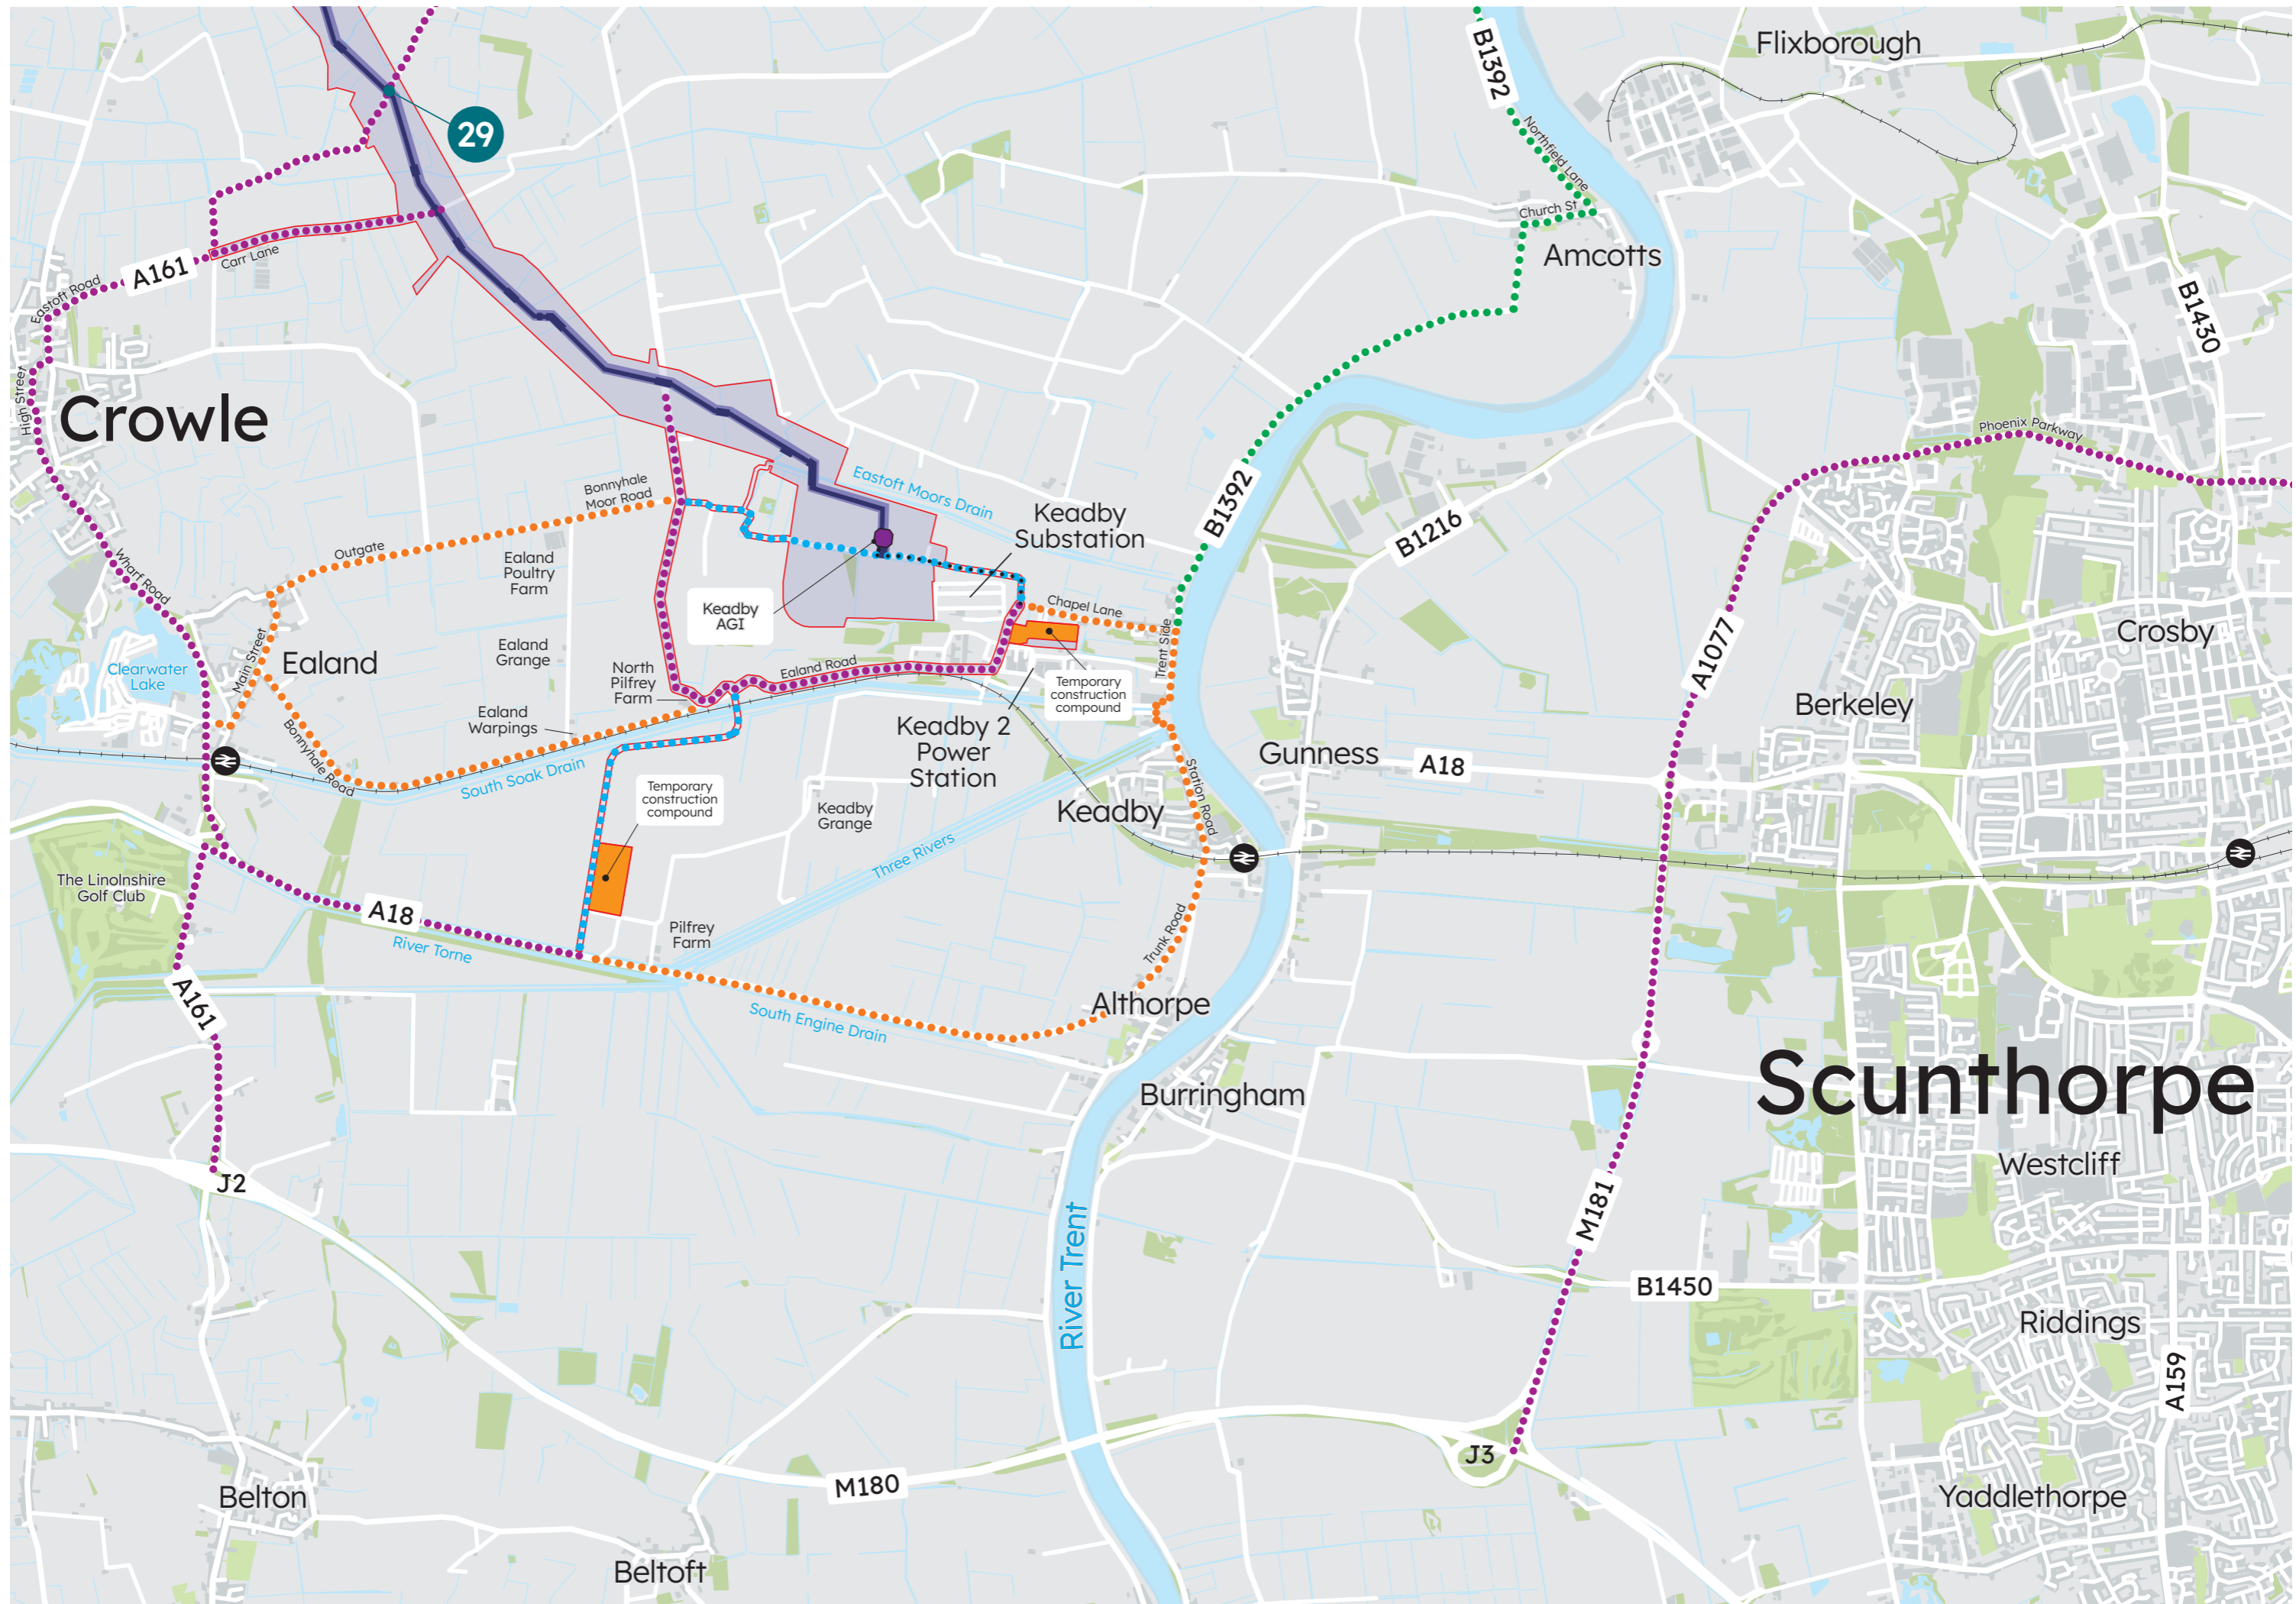 B1392
Flixborough
29
Northfield Lane
Church St
Amcotts
Carr Lane
A161
Eastoft Road
B1430
High Street
Crowle
Phoenix Parkway
Eastoft Moors Drain
Bonnyhale
Moor Road
Keadby
Substation
B1392
B1216
Outgate
Ealand
Poultry
Farm
Wharf Road
Keadby
AGI
Chapel Lane
Crosby
Trent Side
A1077
Main Street
Ealand
Ealand
Grange
Clearwater
Lake
North
Pilfrey
Farm
Ealand Road
Temporary
construction
compound
Berkeley
Ealand
Warpings
Keadby 2
Power
Station
Bonnyhale Road
Gunness
A18
South Soak Drain
Station Road
Temporary
construction
compound
Keadby
Grange
Keadby
Three Rivers
The Linolnshire
Golf Club
A18
River Torne
Pilfrey
Farm
Trunk Road
A161
Althorpe
South Engine Drain
Burringham
Scunthorpe
Westcliff
J2
M181
River Trent
B1450
Riddings
A159
J3
M180
Belton
Yaddlethorpe
Beltoft